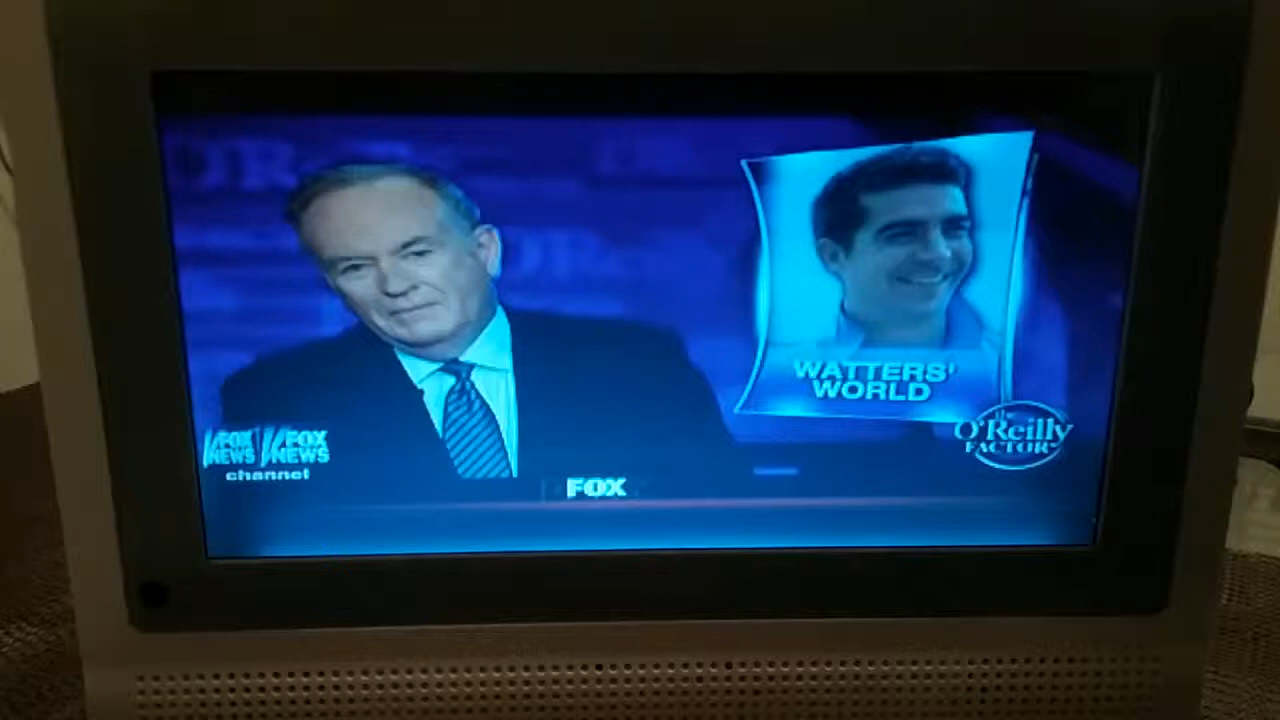 WATTERS'
WORLD
the
O'Reilly
FACTOR
FOX
NEWS
FOX
NEWS
channel
FOX